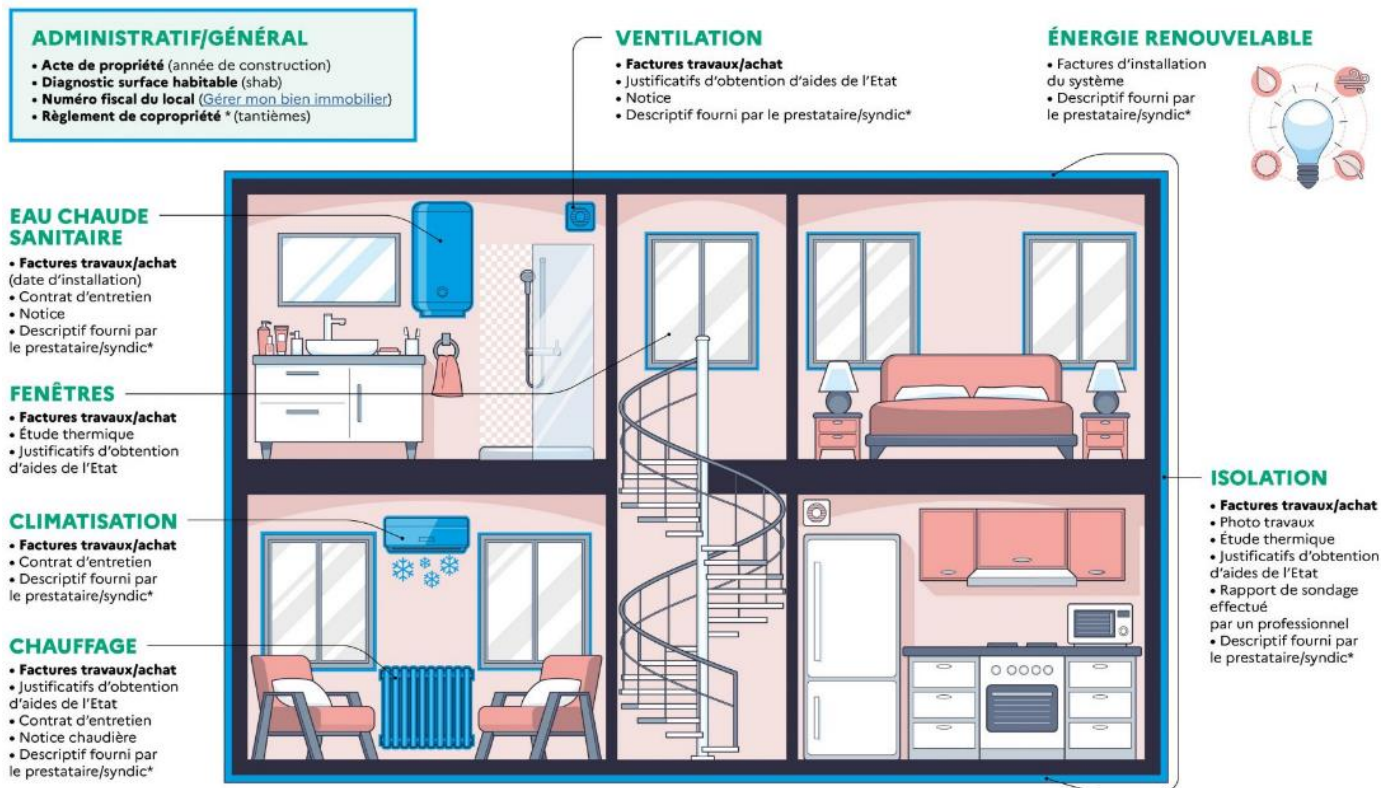 ADMINISTRATIF/GÉNÉRAL
• Acte de propriété (année de construction)
• Diagnostic surface habitable (shab)
• Numéro fiscal du local (Gérer mon bien immobilier)
• Règlement de copropriété * (tantièmes)
VENTILATION
• Factures travaux/achat
• Justificatifs d'obtention d'aides de l'Etat
• Notice
• Descriptif fourni par le prestataire/syndic*
ÉNERGIE RENOUVELABLE
• Factures d'installation
du système
• Descriptif fourni par
le prestataire/syndic*
EAU CHAUDE
SANITAIRE
• Factures travaux/achat
(date d'installation)
• Contrat d'entretien
• Notice
• Descriptif fourni par
le prestataire/syndic*
FENÊTRES
• Factures travaux/achat
• Étude thermique
• Justificatifs d'obtention
d'aides de l'Etat
CLIMATISATION
• Factures travaux/achat
• Contrat d'entretien
• Descriptif fourni par
le prestataire/syndic*
CHAUFFAGE
• Factures travaux/achat
• Justificatifs d'obtention
d'aides de l'Etat
• Contrat d'entretien
• Notice chaudière
• Descriptif fourni par
le prestataire/syndic*
ISOLATION
• Factures travaux/achat
• Photo travaux
• Étude thermique
• Justificatifs d'obtention
d'aides de l'Etat
• Rapport de sondage
effectué
par un professionnel
• Descriptif fourni par
le prestataire/syndic*